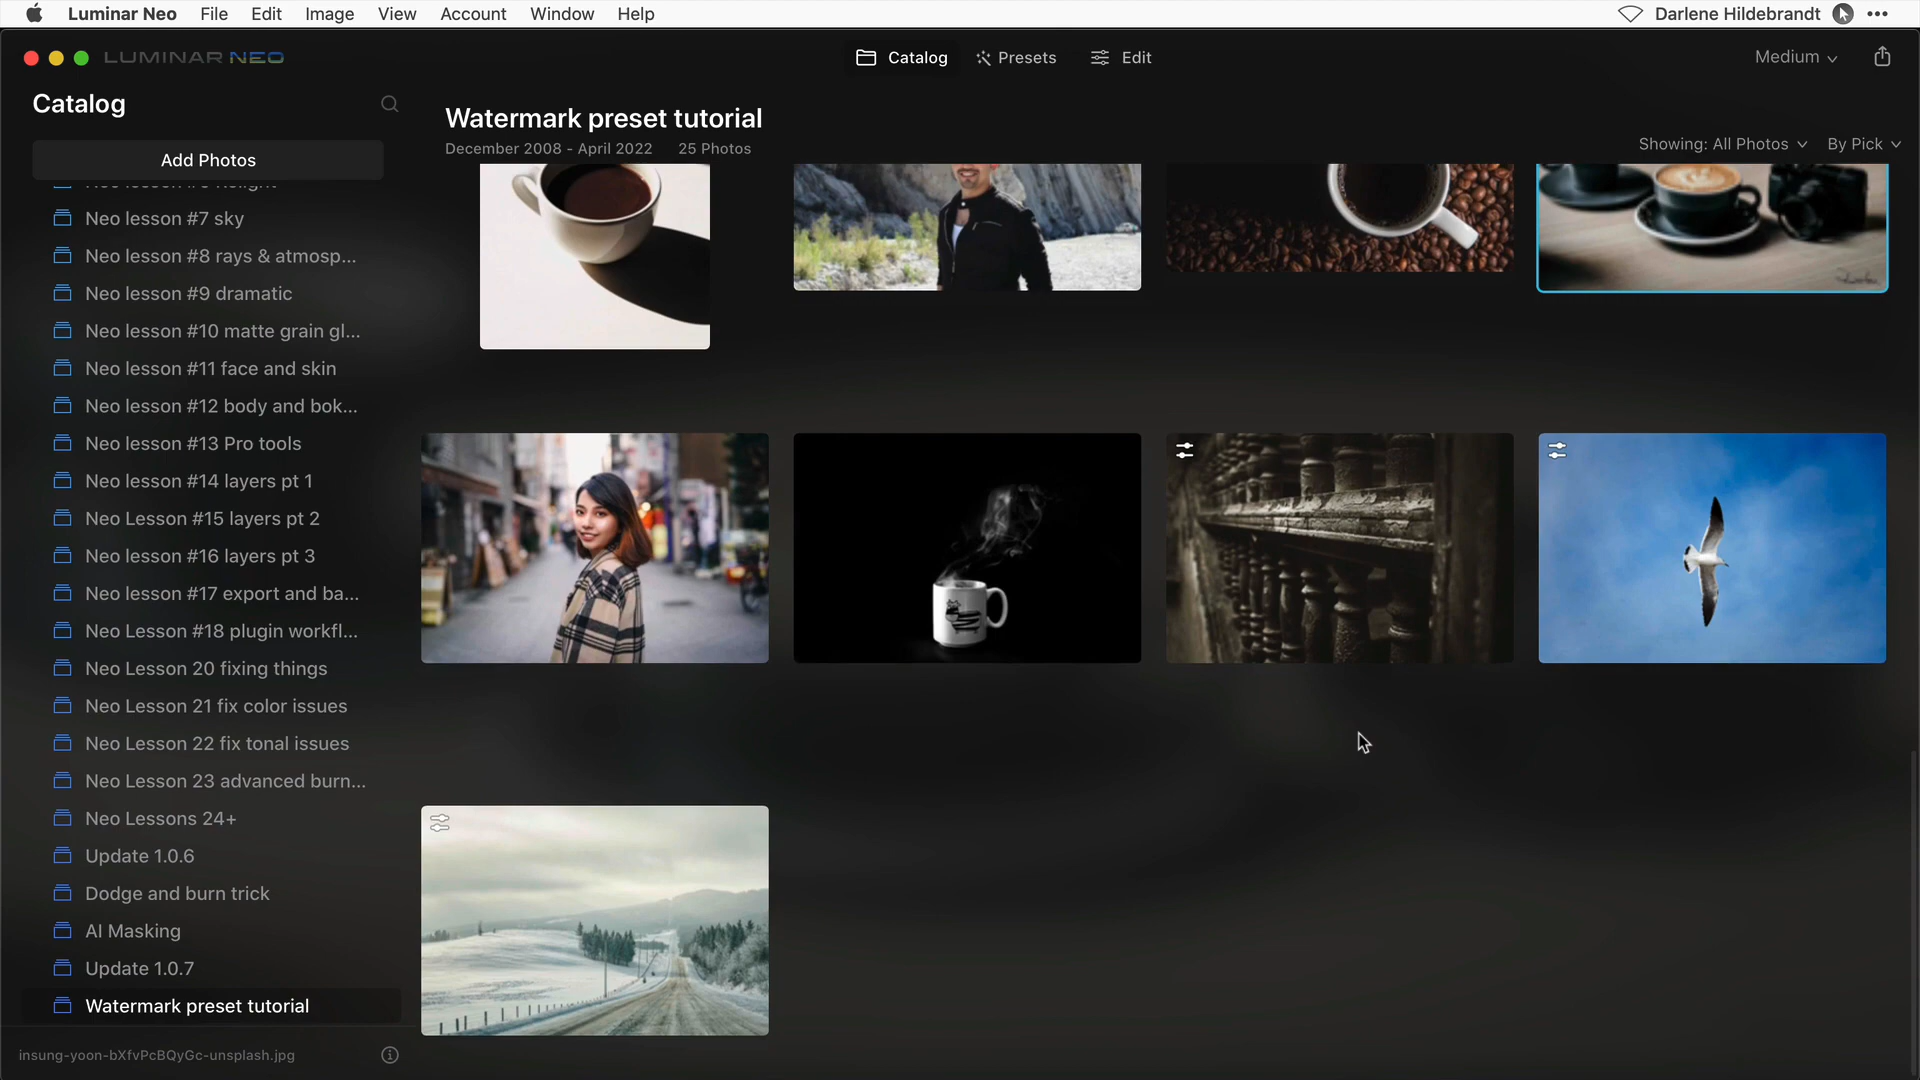 Luminar Neo File Edit Image View Account Window Help Darlene Hildebrandt
LUMINAR NEO Catalog Presets Edit Medium
Catalog
Watermark preset tutorial
December 2008 - April 2022 25 Photos
Showing: All Photos By Pick
Add Photos
Neo lesson #7 sky
Neo lesson #8 rays & atmosp...
Neo lesson #9 dramatic
Neo lesson #10 matte grain gl...
Neo lesson #11 face and skin
Neo lesson #12 body and bok...
Neo lesson #13 Pro tools
Neo lesson #14 layers pt 1
Neo Lesson #15 layers pt 2
Neo lesson #16 layers pt 3
Neo lesson #17 export and ba...
Neo Lesson #18 plugin workfl...
Neo Lesson 20 fixing things
Neo Lesson 21 fix color issues
Neo Lesson 22 fix tonal issues
Neo Lesson 23 advanced burn...
Neo Lessons 24+
Update 1.0.6
Dodge and burn trick
AI Masking
Update 1.0.7
Watermark preset tutorial
insung-yoon-bXfvPcBQyGc-unsplash.jpg